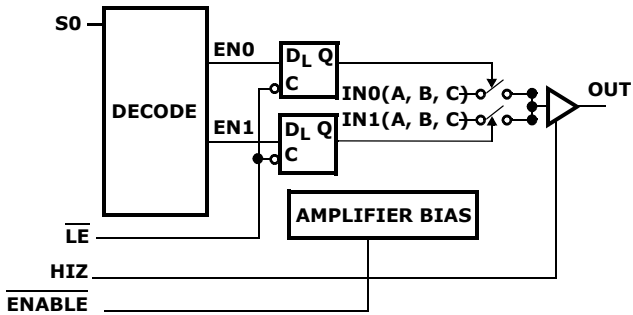 S0
EN0
DL Q
C
DECODE
IN0(A, B, C)
OUT
IN1(A, B, C)
EN1
DL Q
C
AMPLIFIER BIAS
LE
HIZ
ENABLE